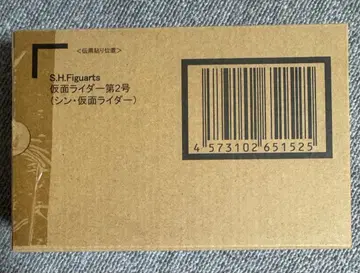 <伝票貼り位置>
S.H.Figuarts
仮面ライダー第2号
(シン・仮面ライダー)
4 573102 651525